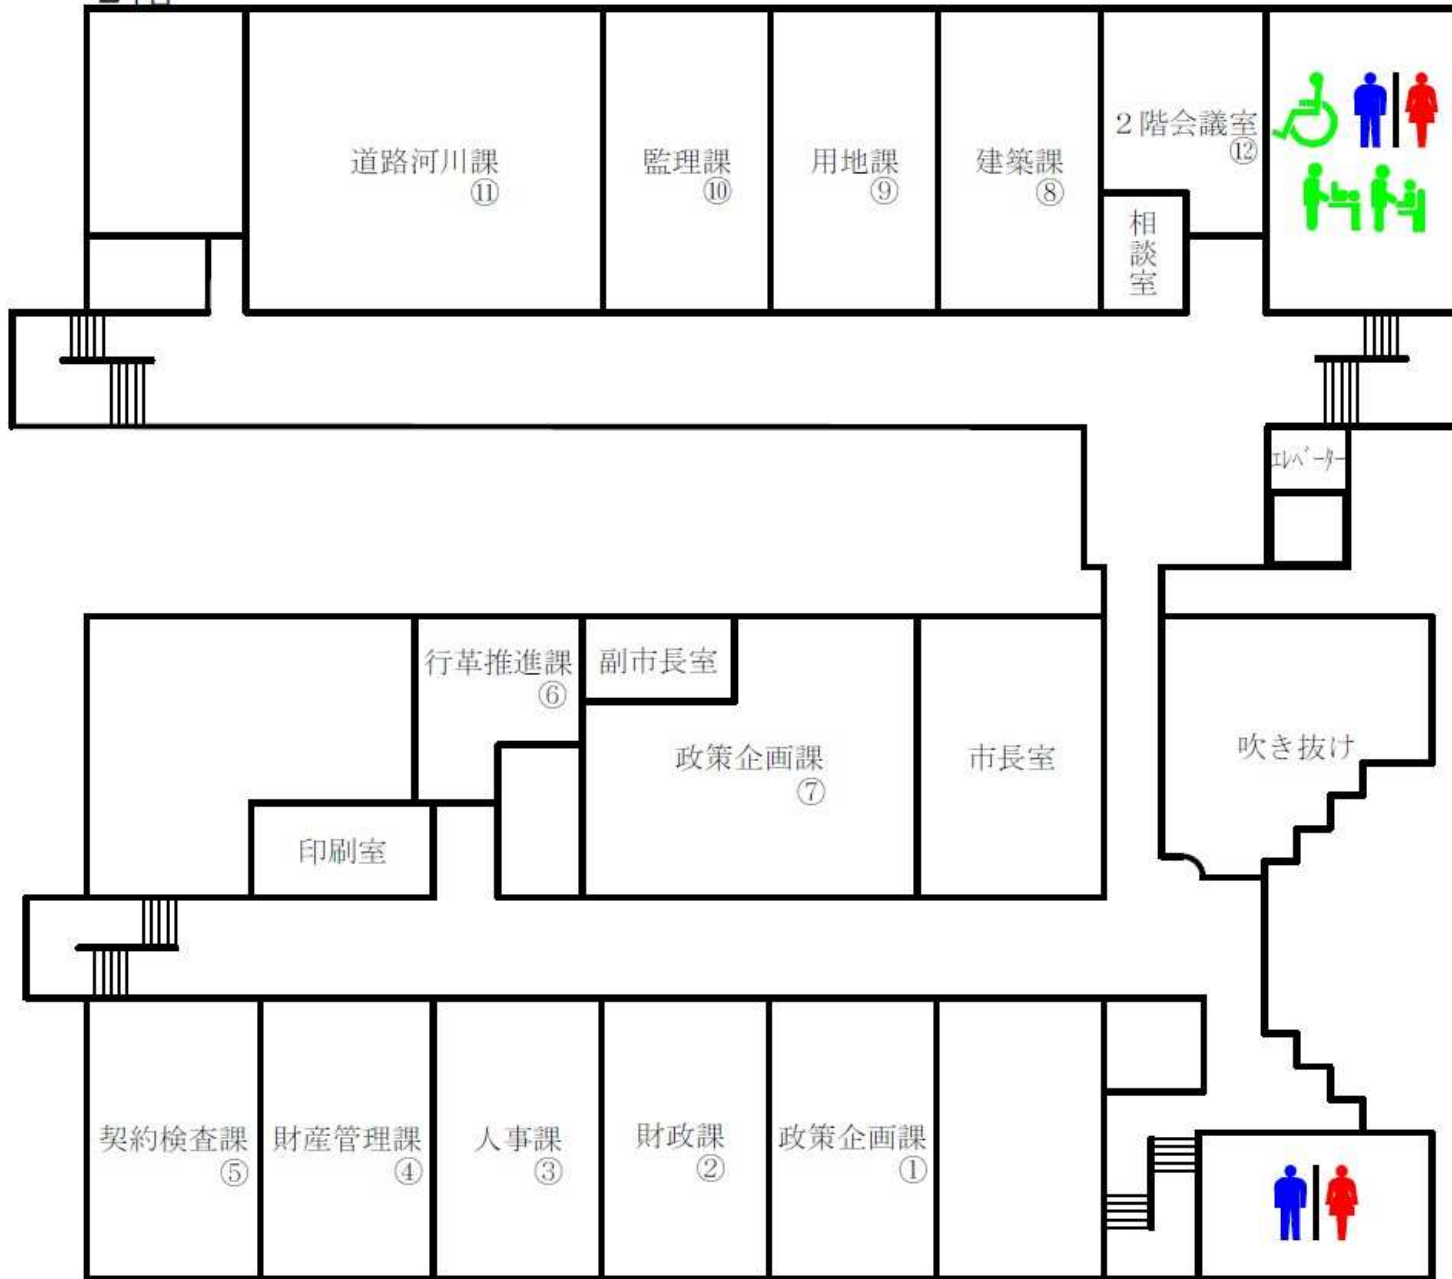 道路河川課
⑪
監理課
⑩
用地課
⑨
建築課
⑧
２階会議室
⑫
相談室
エレベーター
行革推進課
⑥
副市長室
政策企画課
⑦
市長室
吹き抜け
印刷室
契約検査課
⑤
財産管理課
④
人事課
③
財政課
②
政策企画課
①